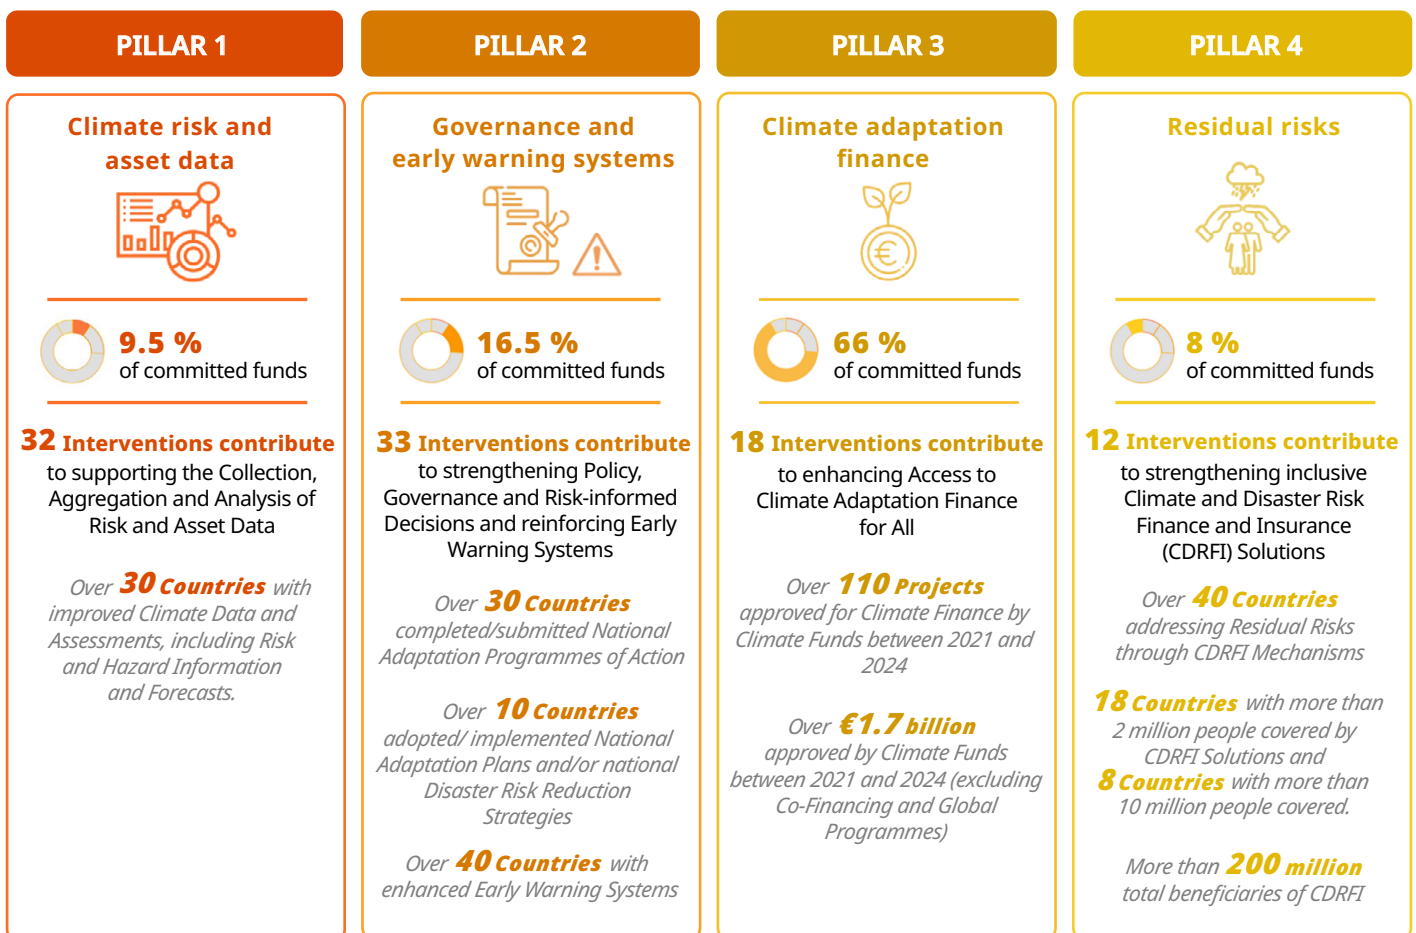 PILLAR 1
Climate risk and
asset data
9.5 %
of committed funds
32 Interventions contribute
to supporting the Collection,
Aggregation and Analysis of
Risk and Asset Data
Over 30 Countries with
improved Climate Data and
Assessments, including Risk
and Hazard Information
and Forecasts.
PILLAR 2
Governance and
early warning systems
16.5 %
of committed funds
33 Interventions contribute
to strengthening Policy,
Governance and Risk-informed
Decisions and reinforcing Early
Warning Systems
Over 30 Countries
completed/submitted National
Adaptation Programmes of Action
Over 10 Countries
adopted/ implemented National
Adaptation Plans and/or national
Disaster Risk Reduction
Strategies
Over 40 Countries with
enhanced Early Warning Systems
PILLAR 3
Climate adaptation
finance
€
66 %
of committed funds
18 Interventions contribute
to enhancing Access to
Climate Adaptation Finance
for All
Over 110 Projects
approved for Climate Finance by
Climate Funds between 2021 and
2024
Over €1.7 billion
approved by Climate Funds
between 2021 and 2024 (excluding
Co-Financing and Global
Programmes)
PILLAR 4
Residual risks
8 %
of committed funds
12 Interventions contribute
to strengthening inclusive
Climate and Disaster Risk
Finance and Insurance
(CDRFI) Solutions
Over 40 Countries
addressing Residual Risks
through CDRFI Mechanisms
18 Countries with more than
2 million people covered by
CDRFI Solutions and
8 Countries with more than
10 million people covered.
More than 200 million
total beneficiaries of CDRFI